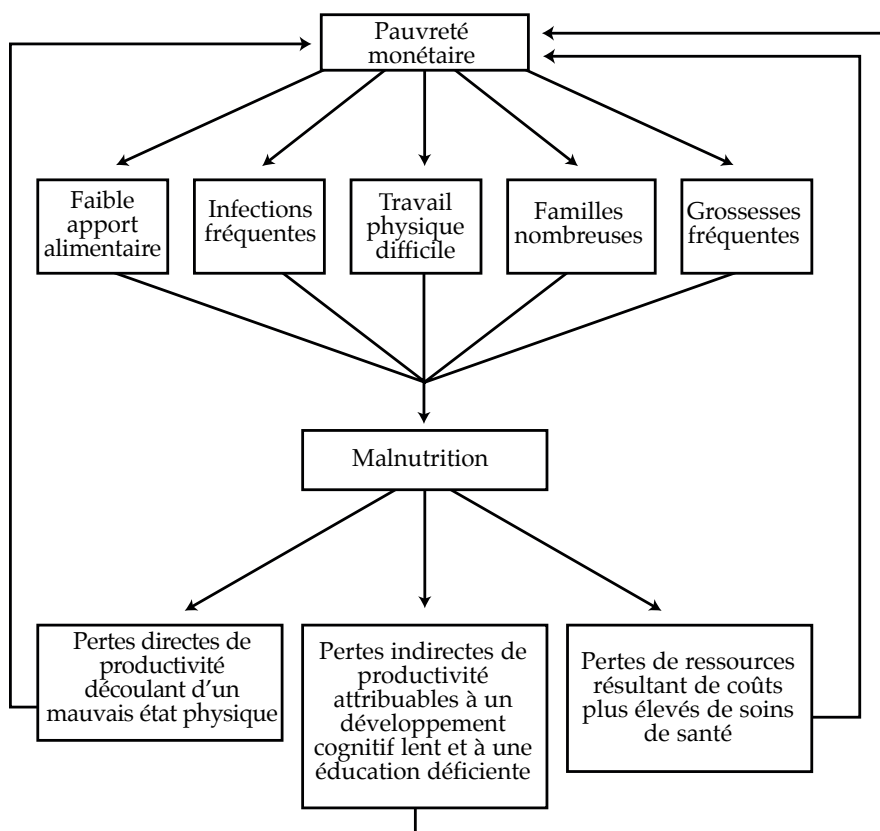 Pauvreté
monétaire
Faible
apport
alimentaire
Infections
fréquentes
Travail
physique
difficile
Familles
nombreuses
Grossesses
fréquentes
Malnutrition
Pertes directes de
productivité
découlant d'un
mauvais état physique
Pertes indirectes de
productivité
attribuables à un
développement
cognitif lent et à une
éducation déficiente
Pertes de ressources
résultant de coûts
plus élevés de soins
de santé